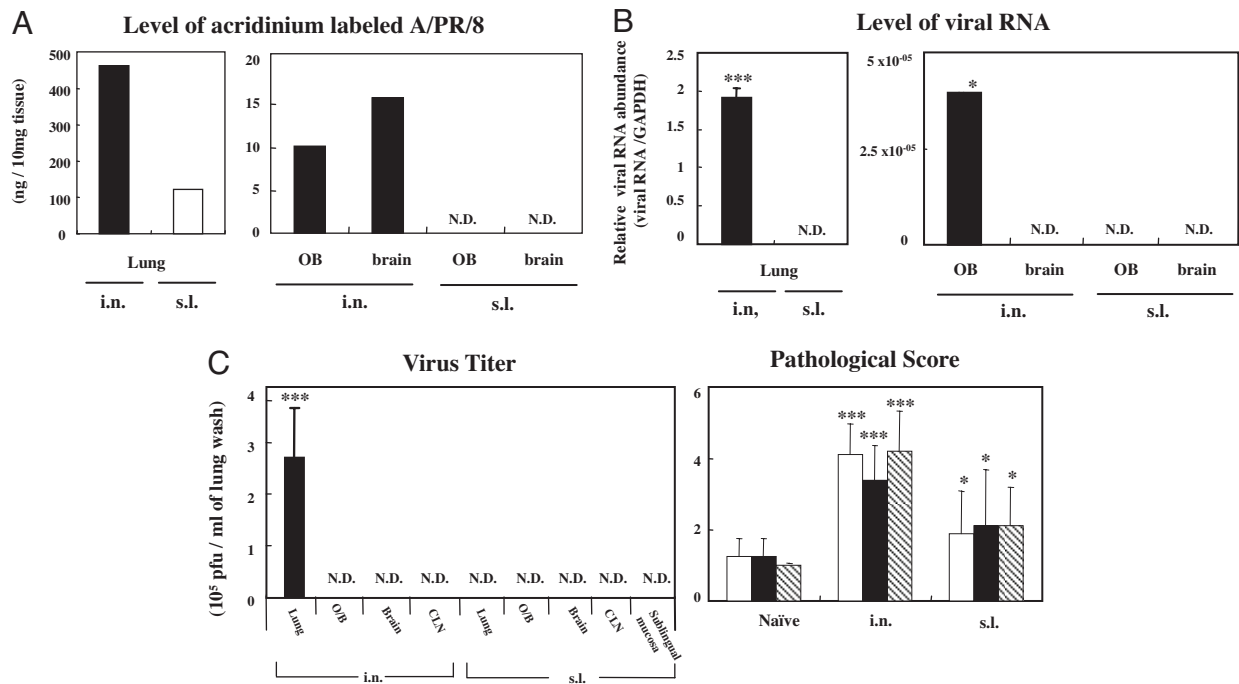 A
Level of acridinium labeled A/PR/8
(ng / 10mg tissue)
500
400
300
200
100
0
Lung
i.n.
s.l.
20
15
10
5
0
N.D.
N.D.
OB
brain
OB
brain
i.n.
s.l.
B
Level of viral RNA
Relative viral RNA abundance
(viral RNA /GAPDH)
2.5
2
1.5
1
0.5
0
***
N.D.
Lung
i.n,
s.l.
5 x10-05
2.5x10-05
0
*
N.D.
N.D.
N.D.
OB
brain
OB
brain
i.n.
s.l.
C
Virus Titer
(10⁵ pfu / ml of lung wash)
4
3
2
1
0
***
N.D.
N.D.
N.D.
N.D.
N.D.
N.D.
N.D.
N.D.
Lung
O/B
Brain
CLN
Lung
O/B
Brain
CLN
Sublingual
mucosa
i.n.
s.l.
Pathological Score
6
4
2
0
***
***
***
*
*
*
Naïve
i.n.
s.l.